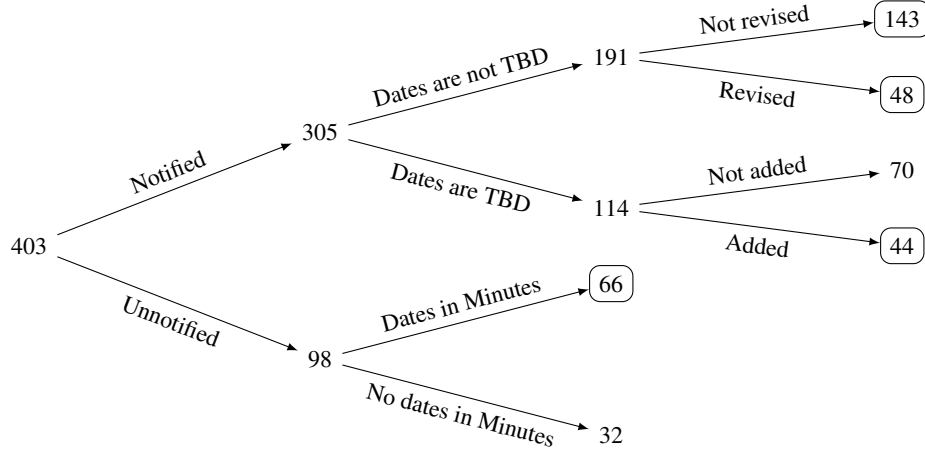 Not revised
143
Dates are not TBD
191
Revised
48
305
Notified
Dates are TBD
Not added
70
114
Added
44
403
Unnotified
Dates in Minutes
66
98
No dates in Minutes
32